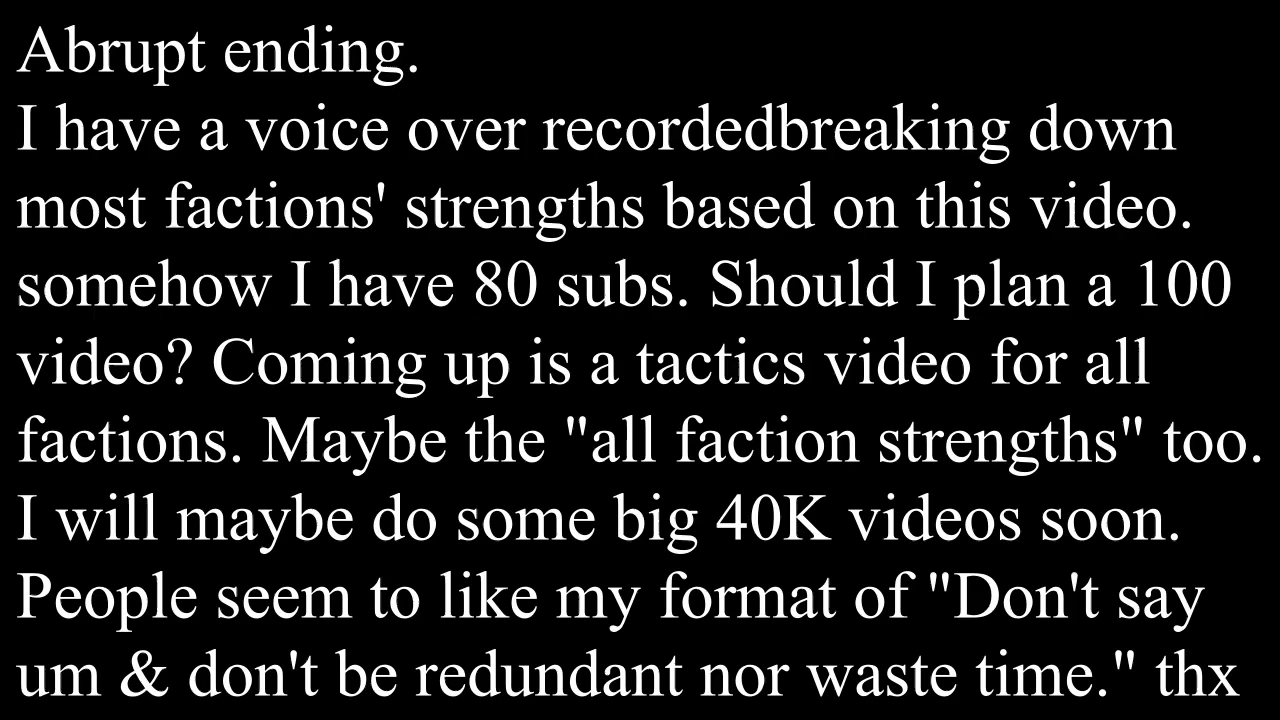 Abrupt ending.
I have a voice over recordedbreaking down
most factions' strengths based on this video.
somehow I have 80 subs. Should I plan a 100
video? Coming up is a tactics video for all
factions. Maybe the "all faction strengths" too.
I will maybe do some big 40K videos soon.
People seem to like my format of "Don't say
um & don't be redundant nor waste time." thx